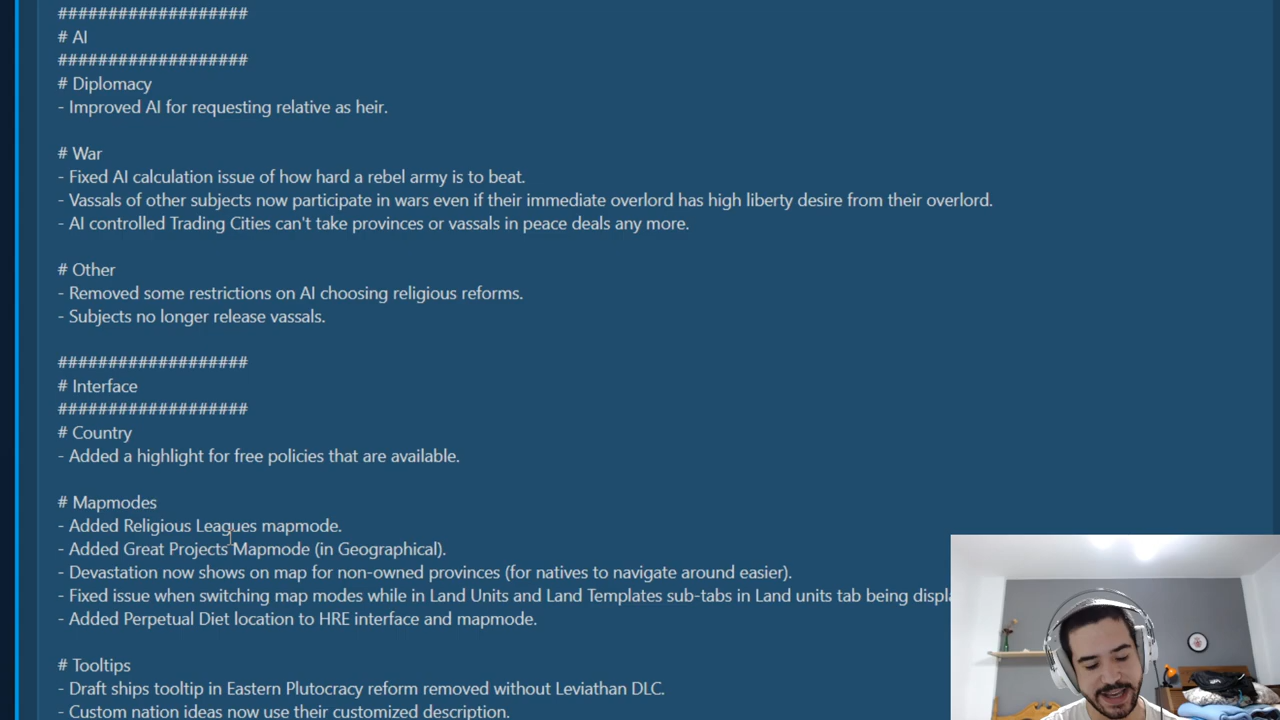 ###################
# AI
###################
# Diplomacy
- Improved AI for requesting relative as heir.
# War
- Fixed AI calculation issue of how hard a rebel army is to beat.
- Vassals of other subjects now participate in wars even if their immediate overlord has high liberty desire from their overlord.
- AI controlled Trading Cities can't take provinces or vassals in peace deals any more.
# Other
- Removed some restrictions on AI choosing religious reforms.
- Subjects no longer release vassals.
###################
# Interface
###################
# Country
- Added a highlight for free policies that are available.
# Mapmodes
- Added Religious Leagues mapmode.
- Added Great Projects Mapmode (in Geographical).
- Devastation now shows on map for non-owned provinces (for natives to navigate around easier).
- Fixed issue when switching map modes while in Land Units and Land Templates sub-tabs in Land units tab being displa
- Added Perpetual Diet location to HRE interface and mapmode.
# Tooltips
- Draft ships tooltip in Eastern Plutocracy reform removed without Leviathan DLC.
- Custom nation ideas now use their customized description.